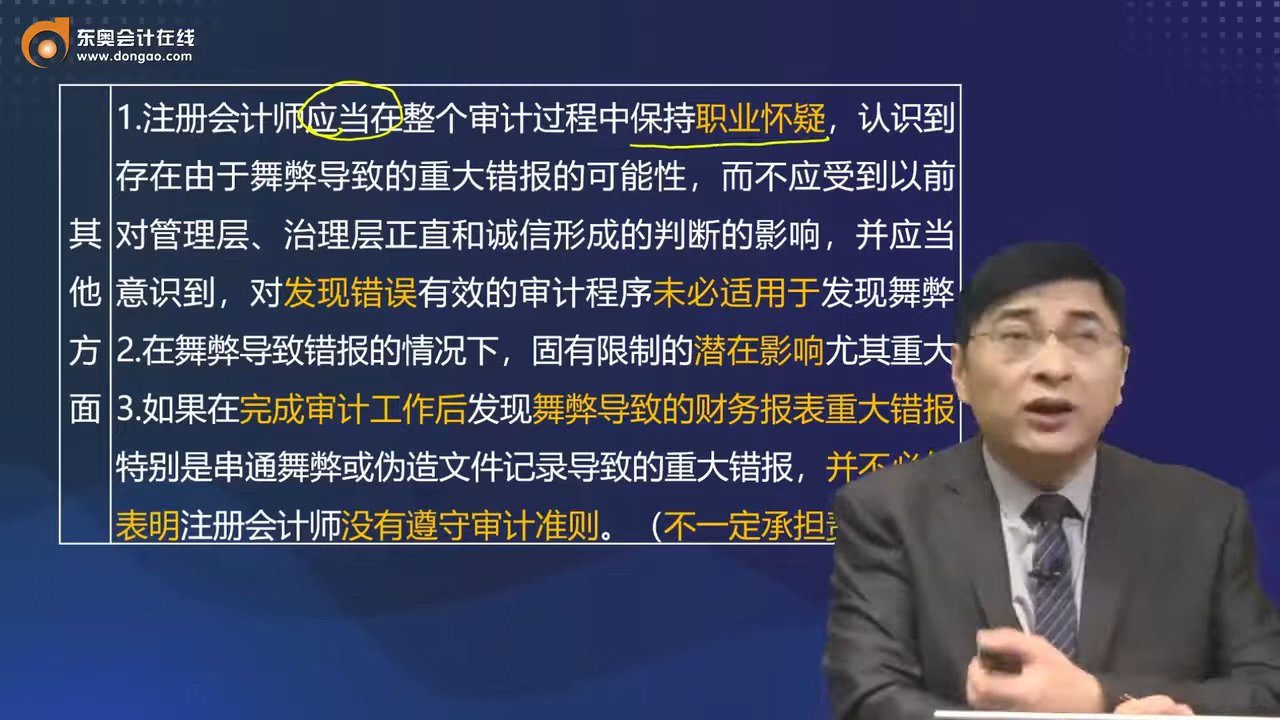 东奥会计在线
www.dongao.com
1.注册会计师应当在整个审计过程中保持职业怀疑，认识到
存在由于舞弊导致的重大错报的可能性，而不应受到以前
对管理层、治理层正直和诚信形成的判断的影响，并应当
意识到，对发现错误有效的审计程序未必适用于发现舞弊
2.在舞弊导致错报的情况下，固有限制的潜在影响尤其重大
3.如果在完成审计工作后发现舞弊导致的财务报表重大错报
特别是串通舞弊或伪造文件记录导致的重大错报，并不必
表明注册会计师没有遵守审计准则。（不一定承担
其他方面